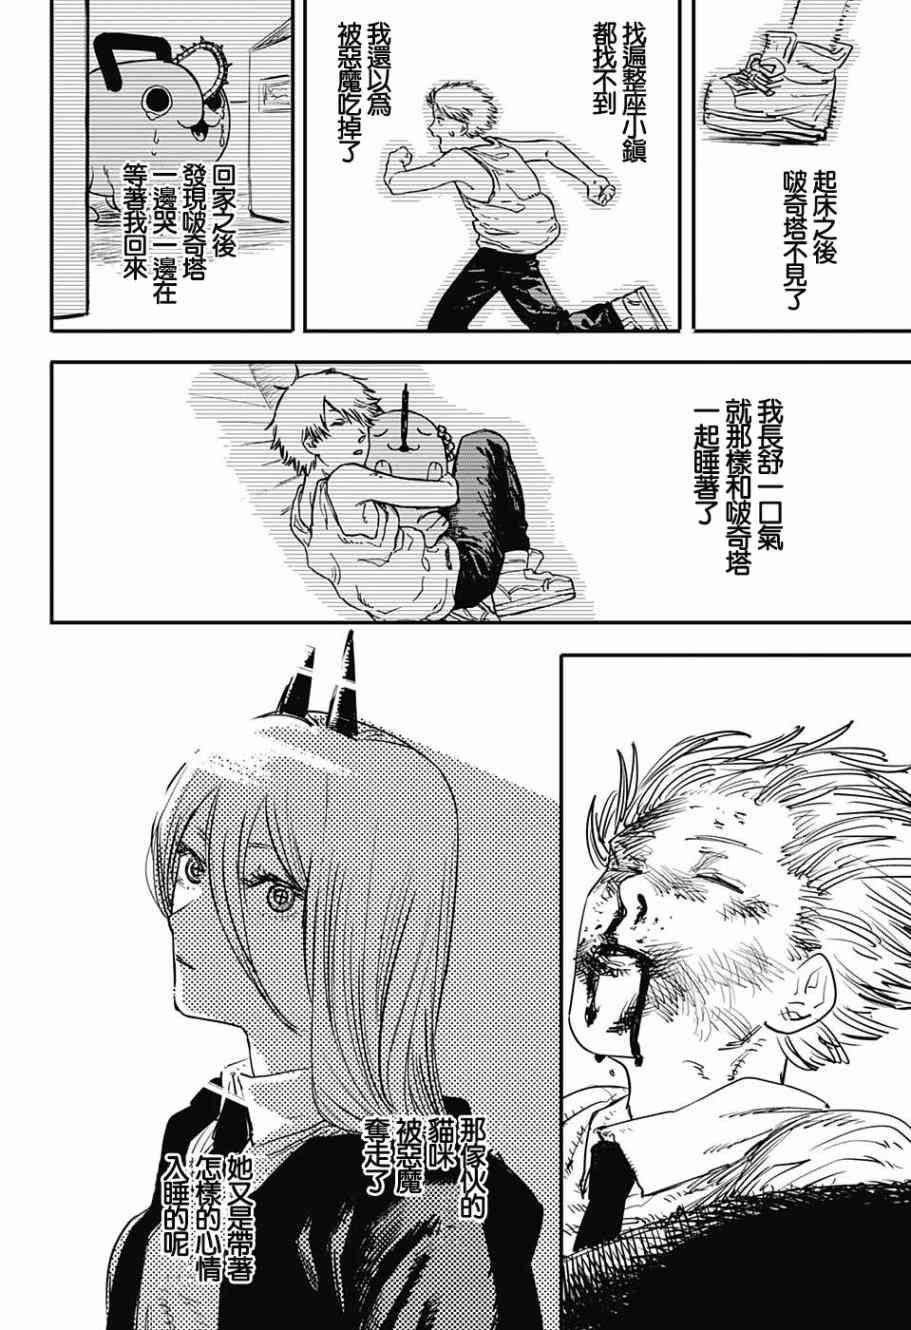 起床之後
啵奇塔不見了
找遍整座小鎮
都找不到
我還以為
被惡魔吃掉了
回家之後
發現啵奇塔
一邊哭一邊在
等著我回來
我長舒一口氣
就那樣和啵奇塔
一起睡著了
那傢伙的
貓咪
被惡魔
奪走了
她又是帶著
怎樣的心情
入睡的呢